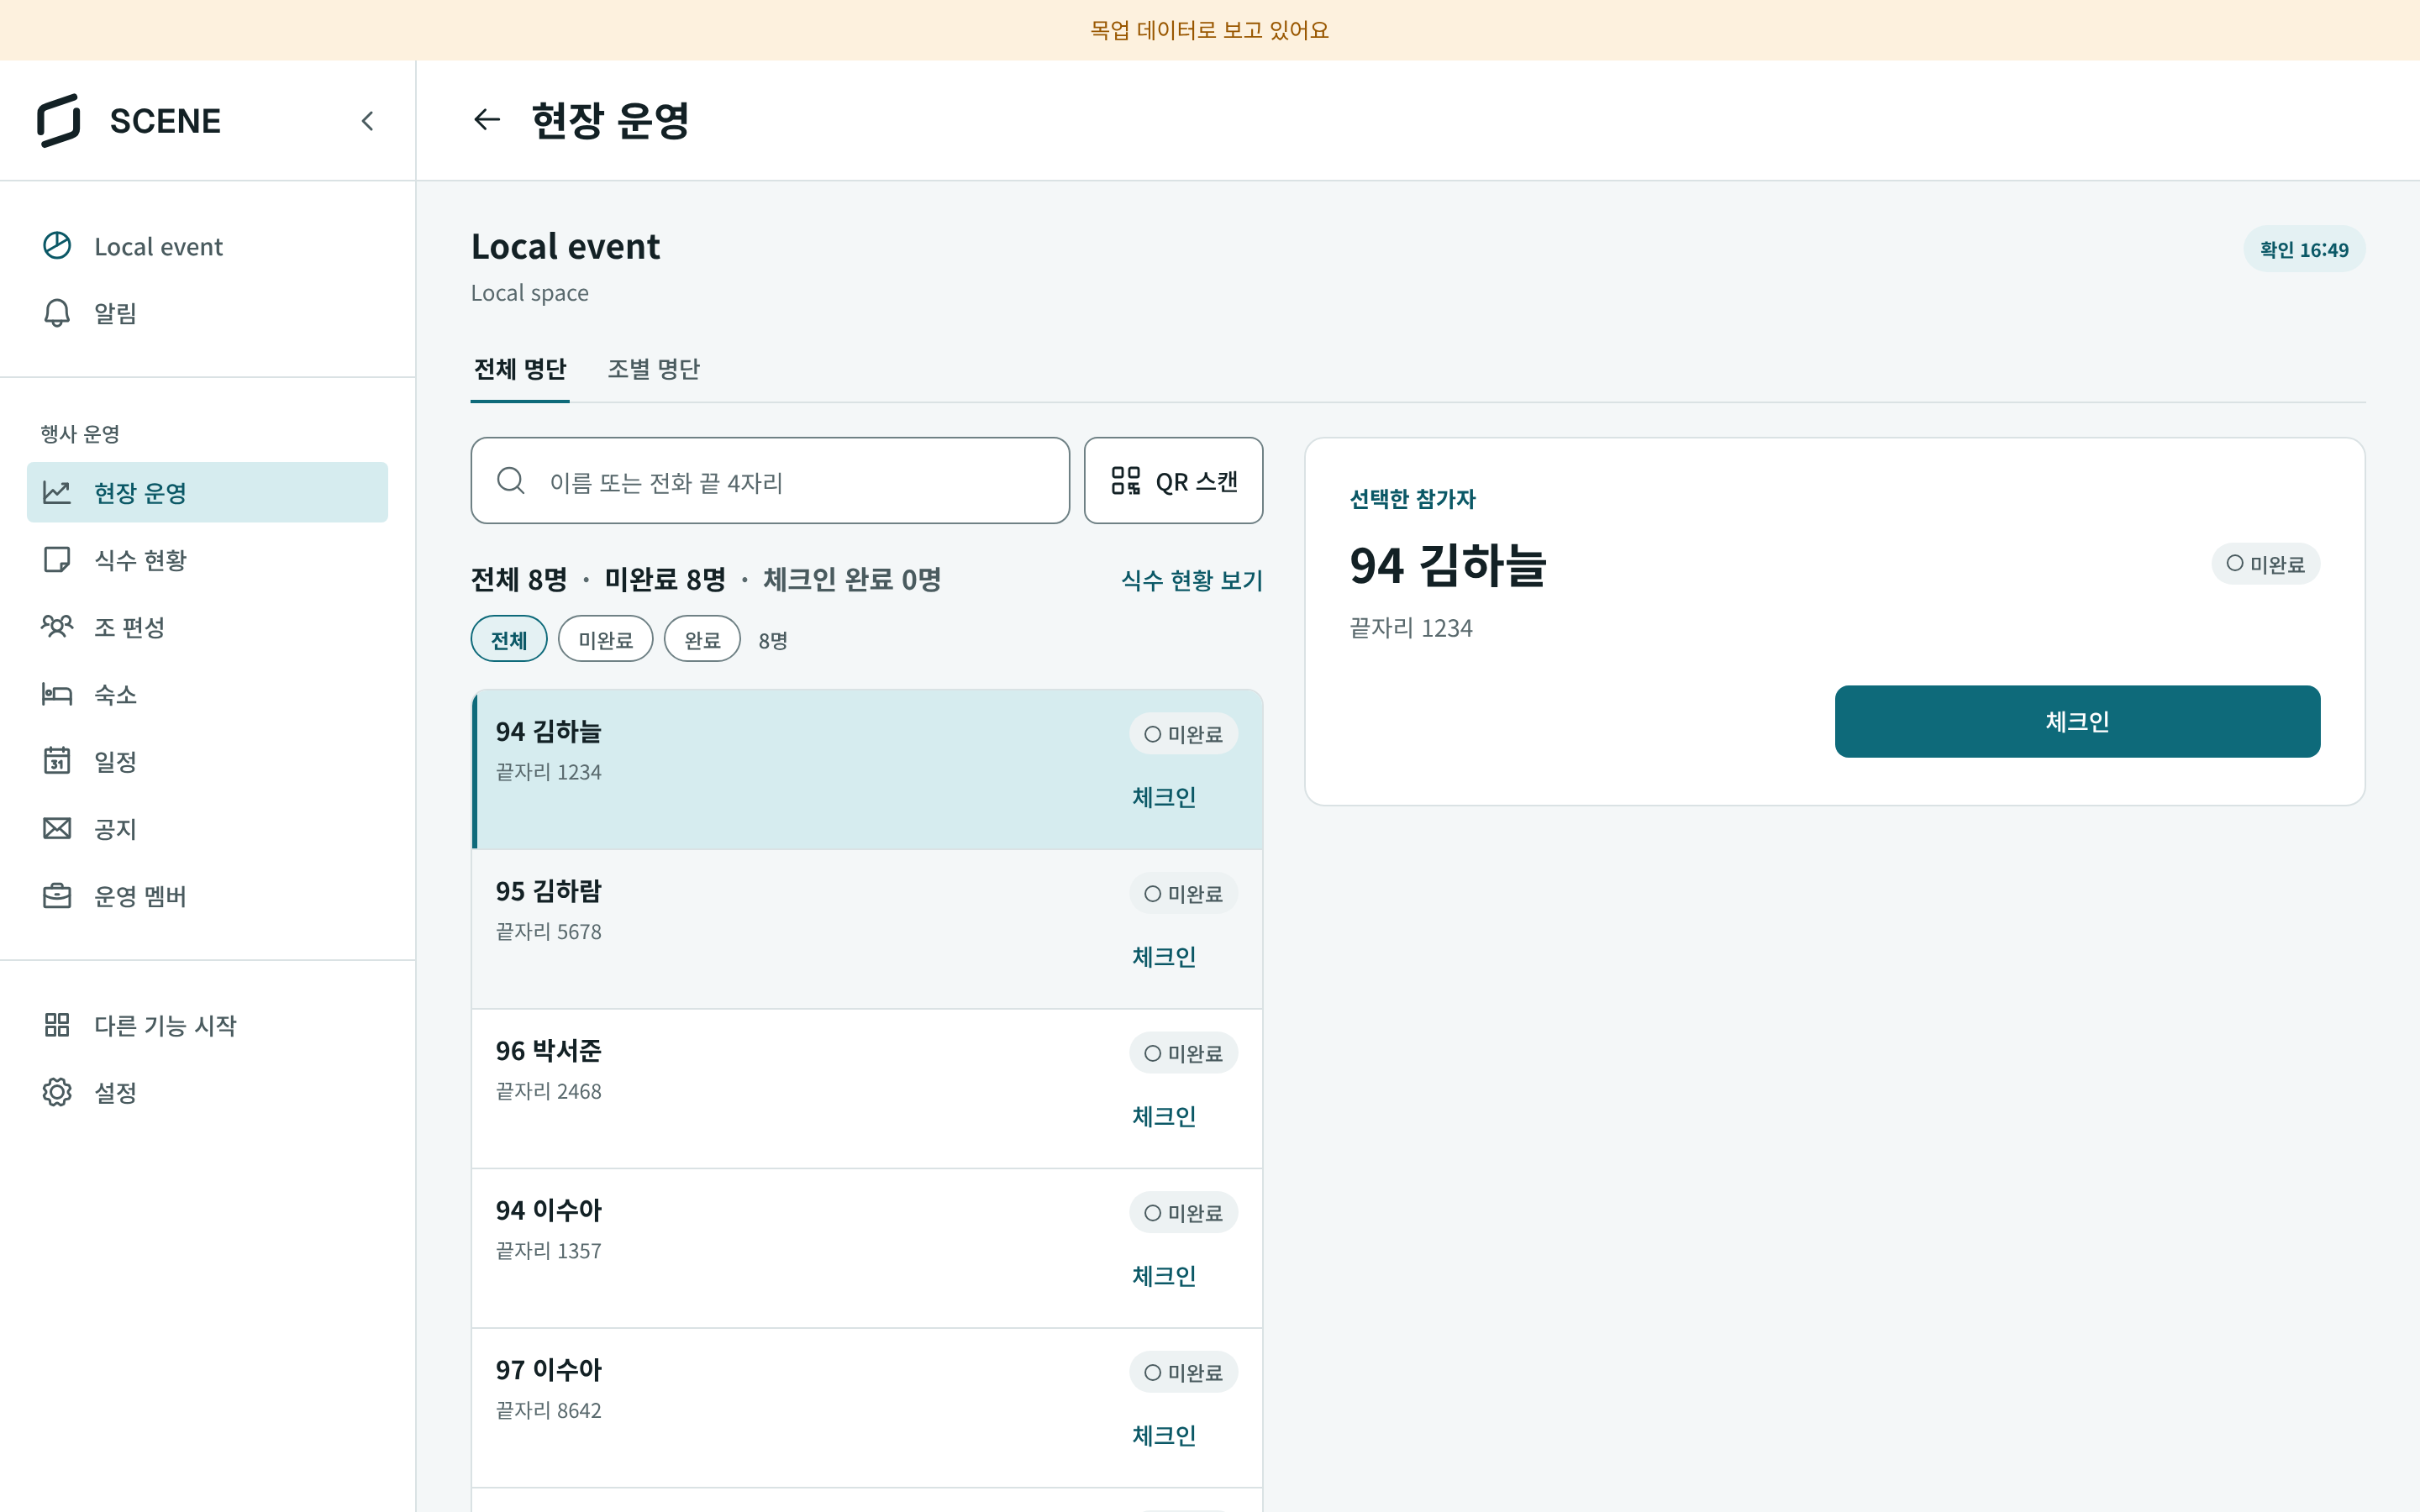 목업 데이터로 보고 있어요
SCENE
현장 운영
Local event
알림
행사 운영
현장 운영
식수 현황
조 편성
숙소
31 일정
공지
운영 멤버
다른 기능 시작
설정
Local event
확인 16:49
Local space
전체 명단 조별 명단
이름 또는 전화 끝 4자리
QR 스캔
전체 8명 · 미완료 8명 · 체크인 완료 0명
식수 현황 보기
전체 미완료 완료 8명
94 김하늘
미완료
끝자리 1234
체크인
95 김하람
미완료
끝자리 5678
체크인
96 박서준
미완료
끝자리 2468
체크인
94 이수아
미완료
끝자리 1357
체크인
97 이수아
미완료
끝자리 8642
체크인
선택한 참가자
94 김하늘
미완료
끝자리 1234
체크인